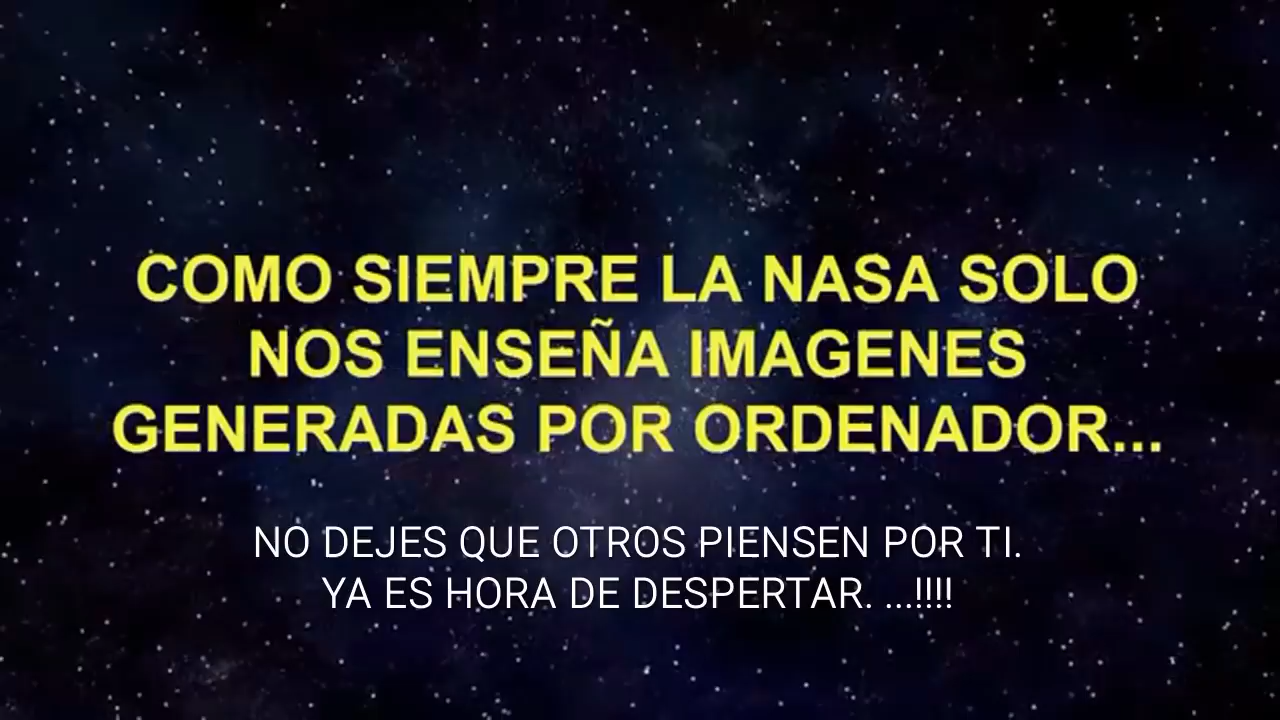 COMO SIEMPRE LA NASA SOLO
NOS ENSEÑA IMAGENES
GENERADAS POR ORDENADOR...
NO DEJES QUE OTROS PIENSEN POR TI.
YA ES HORA DE DESPERTAR. ...!!!!